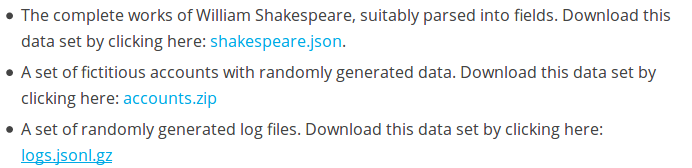 • The complete works of William Shakespeare, suitably parsed into fields. Download this
data set by clicking here: shakespeare.json.
• A set of fictitious accounts with randomly generated data. Download this data set by
clicking here: accounts.zip
• A set of randomly generated log files. Download this data set by clicking here:
logs.jsonl.gz